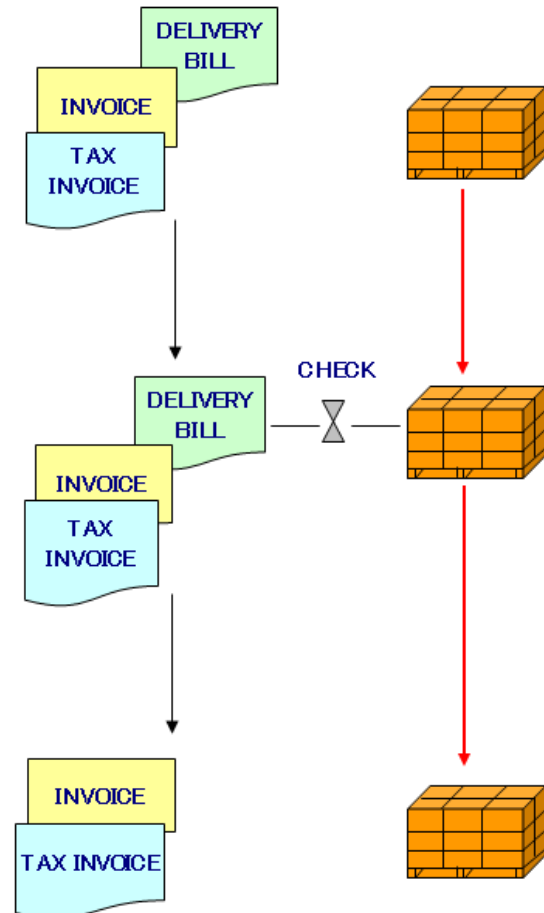 DELIVERY
BILL
INVOICE
TAX
INVOICE
CHECK
DELIVERY
BILL
INVOICE
TAX
INVOICE
INVOICE
TAX INVOICE